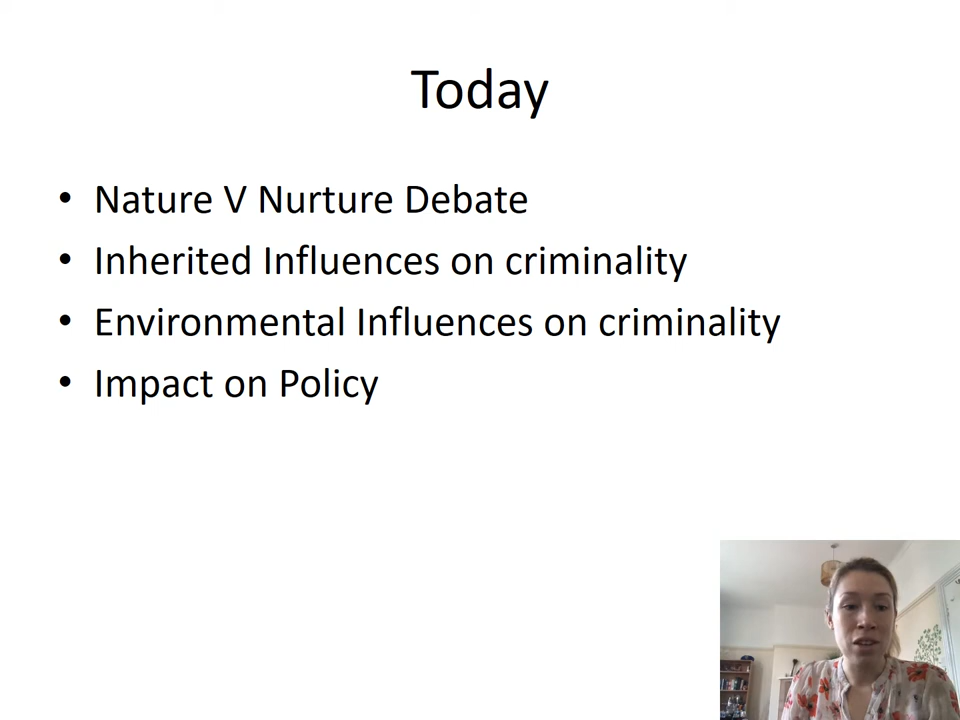 Today
• Nature V Nurture Debate
• Inherited Influences on criminality
• Environmental Influences on criminality
• Impact on Policy